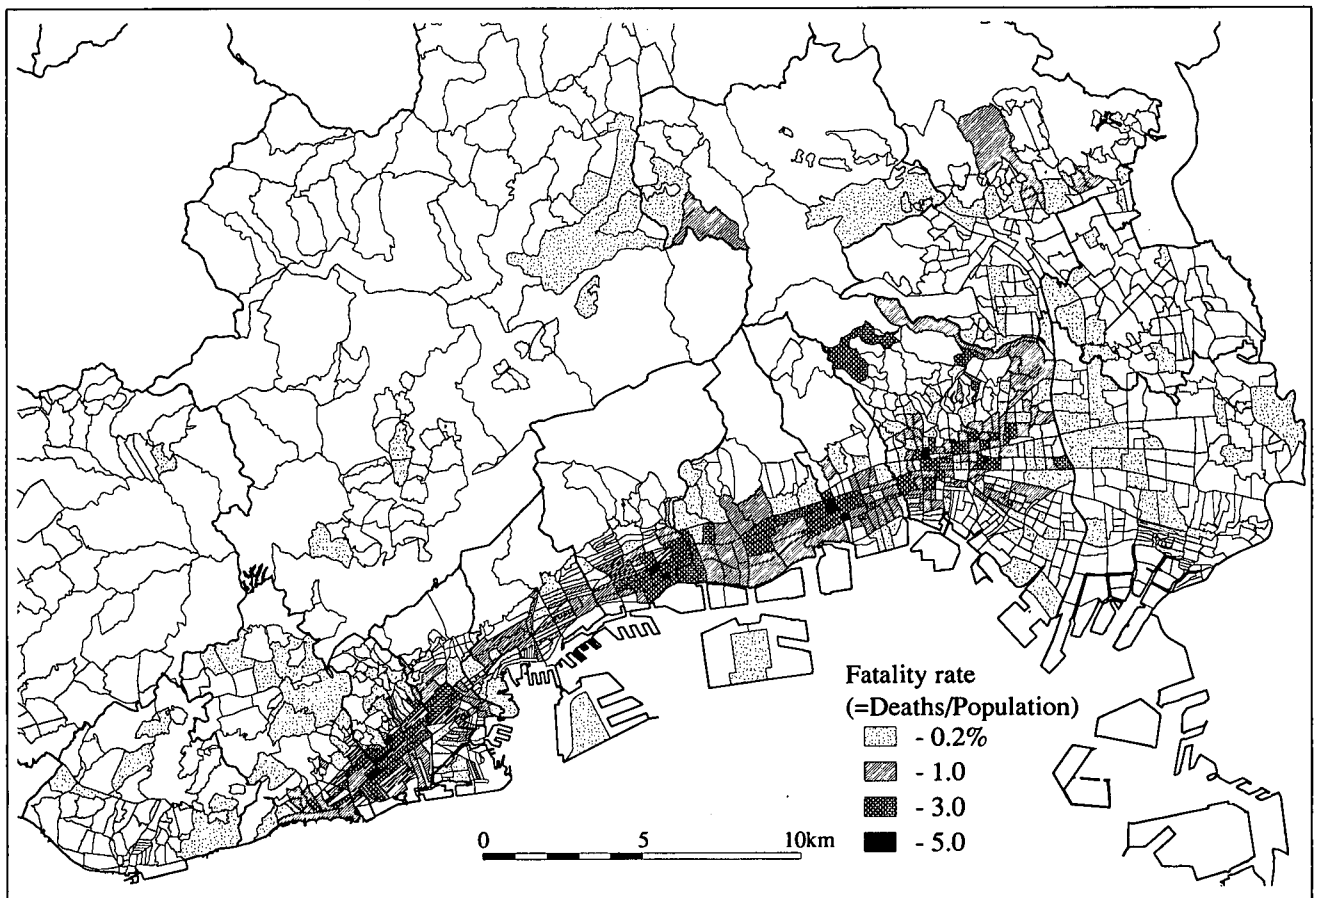 Fatality rate
(=Deaths/Population)
- 0.2%
- 1.0
- 3.0
- 5.0
0 5 10km